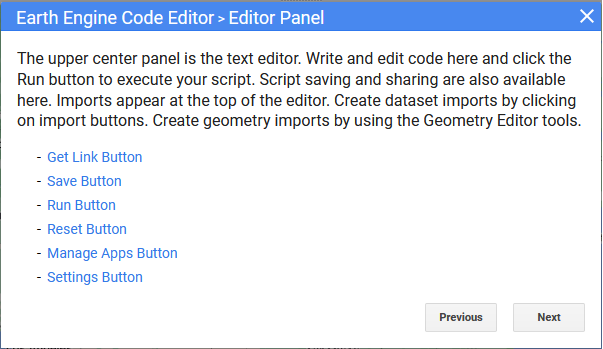 Earth Engine Code Editor > Editor Panel
The upper center panel is the text editor. Write and edit code here and click the
Run button to execute your script. Script saving and sharing are also available
here. Imports appear at the top of the editor. Create dataset imports by clicking
on import buttons. Create geometry imports by using the Geometry Editor tools.
- Get Link Button
- Save Button
- Run Button
- Reset Button
- Manage Apps Button
- Settings Button
Previous Next